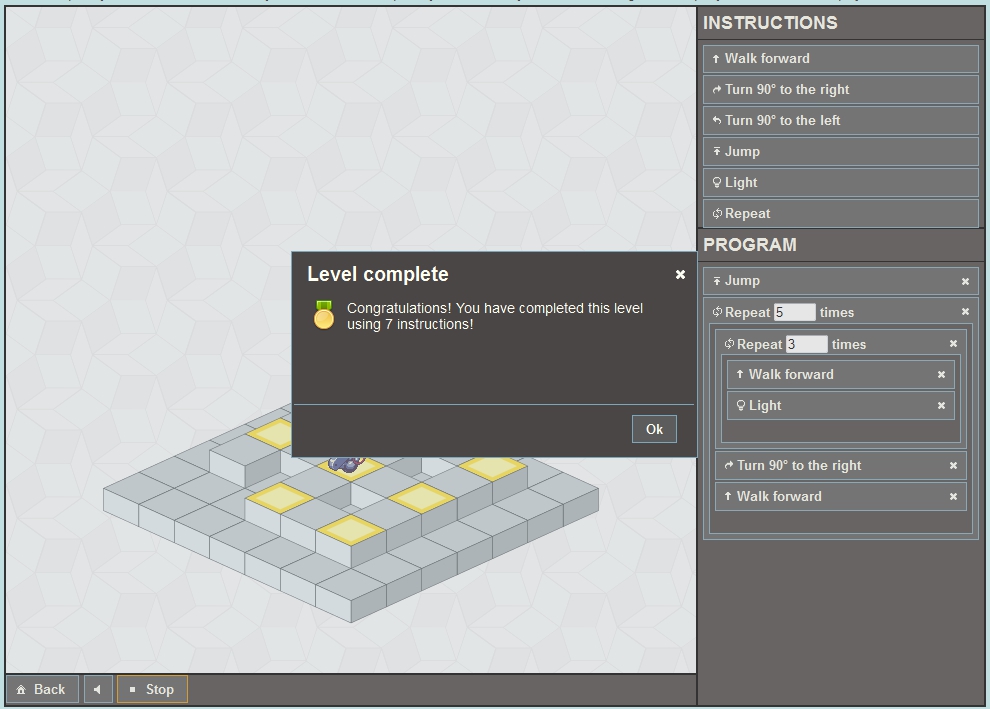 INSTRUCTIONS
Walk forward
Turn 90° to the right
Turn 90° to the left
Jump
Light
Repeat
PROGRAM
Jump
Repeat 5 times
Repeat 3 times
Walk forward
Light
Turn 90° to the right
Walk forward
Level complete
Congratulations! You have completed this level
using 7 instructions!
Ok
Back
Stop